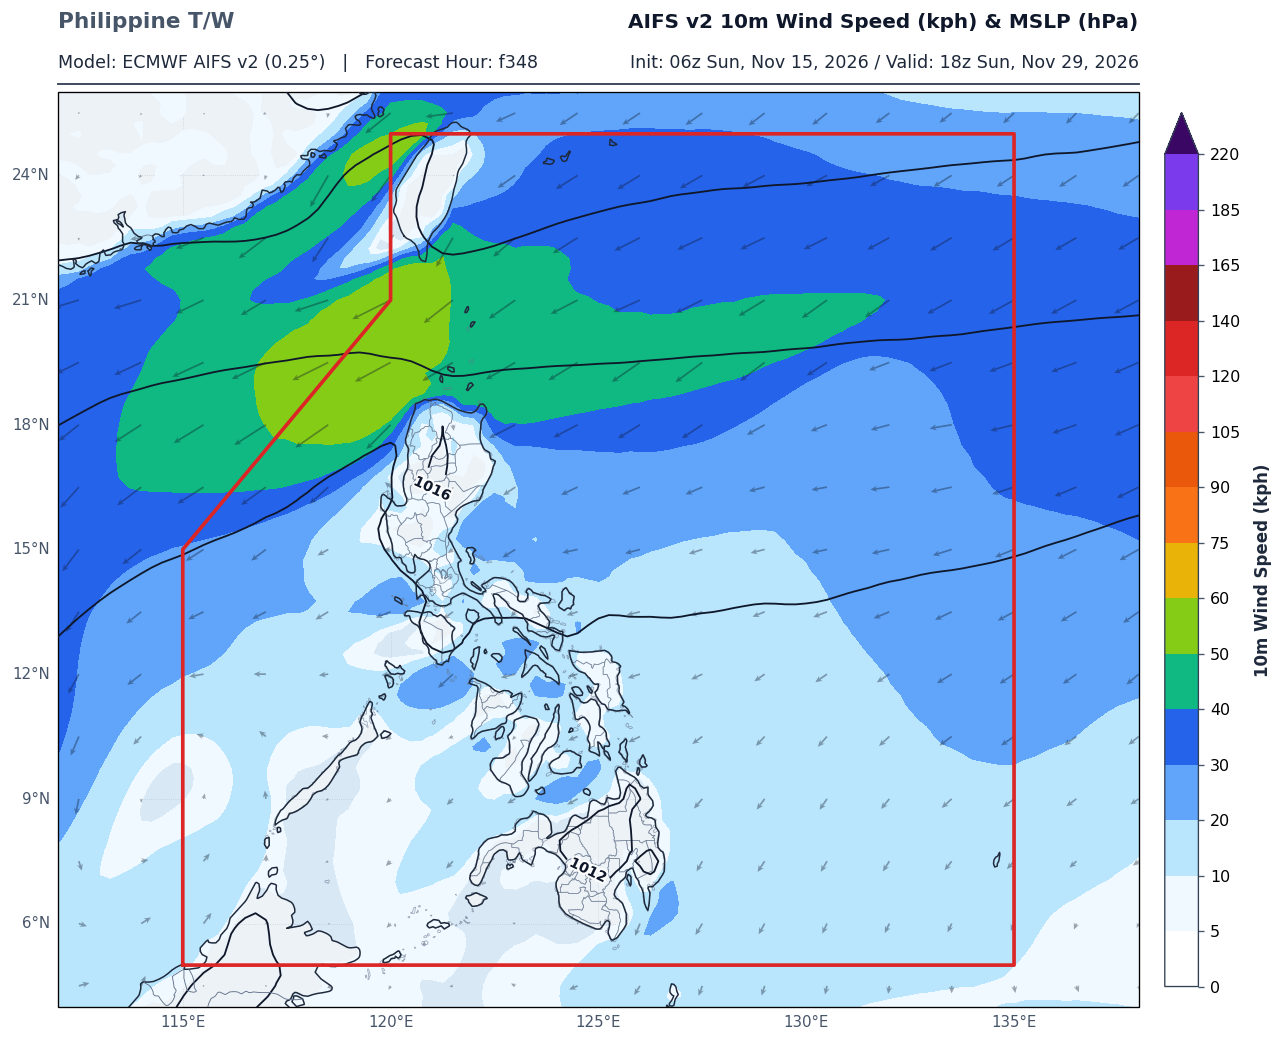 Philippine T/W
AIFS v2 10m Wind Speed (kph) & MSLP (hPa)
Model: ECMWF AIFS v2 (0.25°) | Forecast Hour: f348
Init: 06z Sun, Nov 15, 2026 / Valid: 18z Sun, Nov 29, 2026
24°N
21°N
18°N
15°N
12°N
9°N
6°N
1016
1012
115°E
120°E
125°E
130°E
135°E
220
185
165
140
120
105
90
75
60
50
40
30
20
10
5
0
10m Wind Speed (kph)